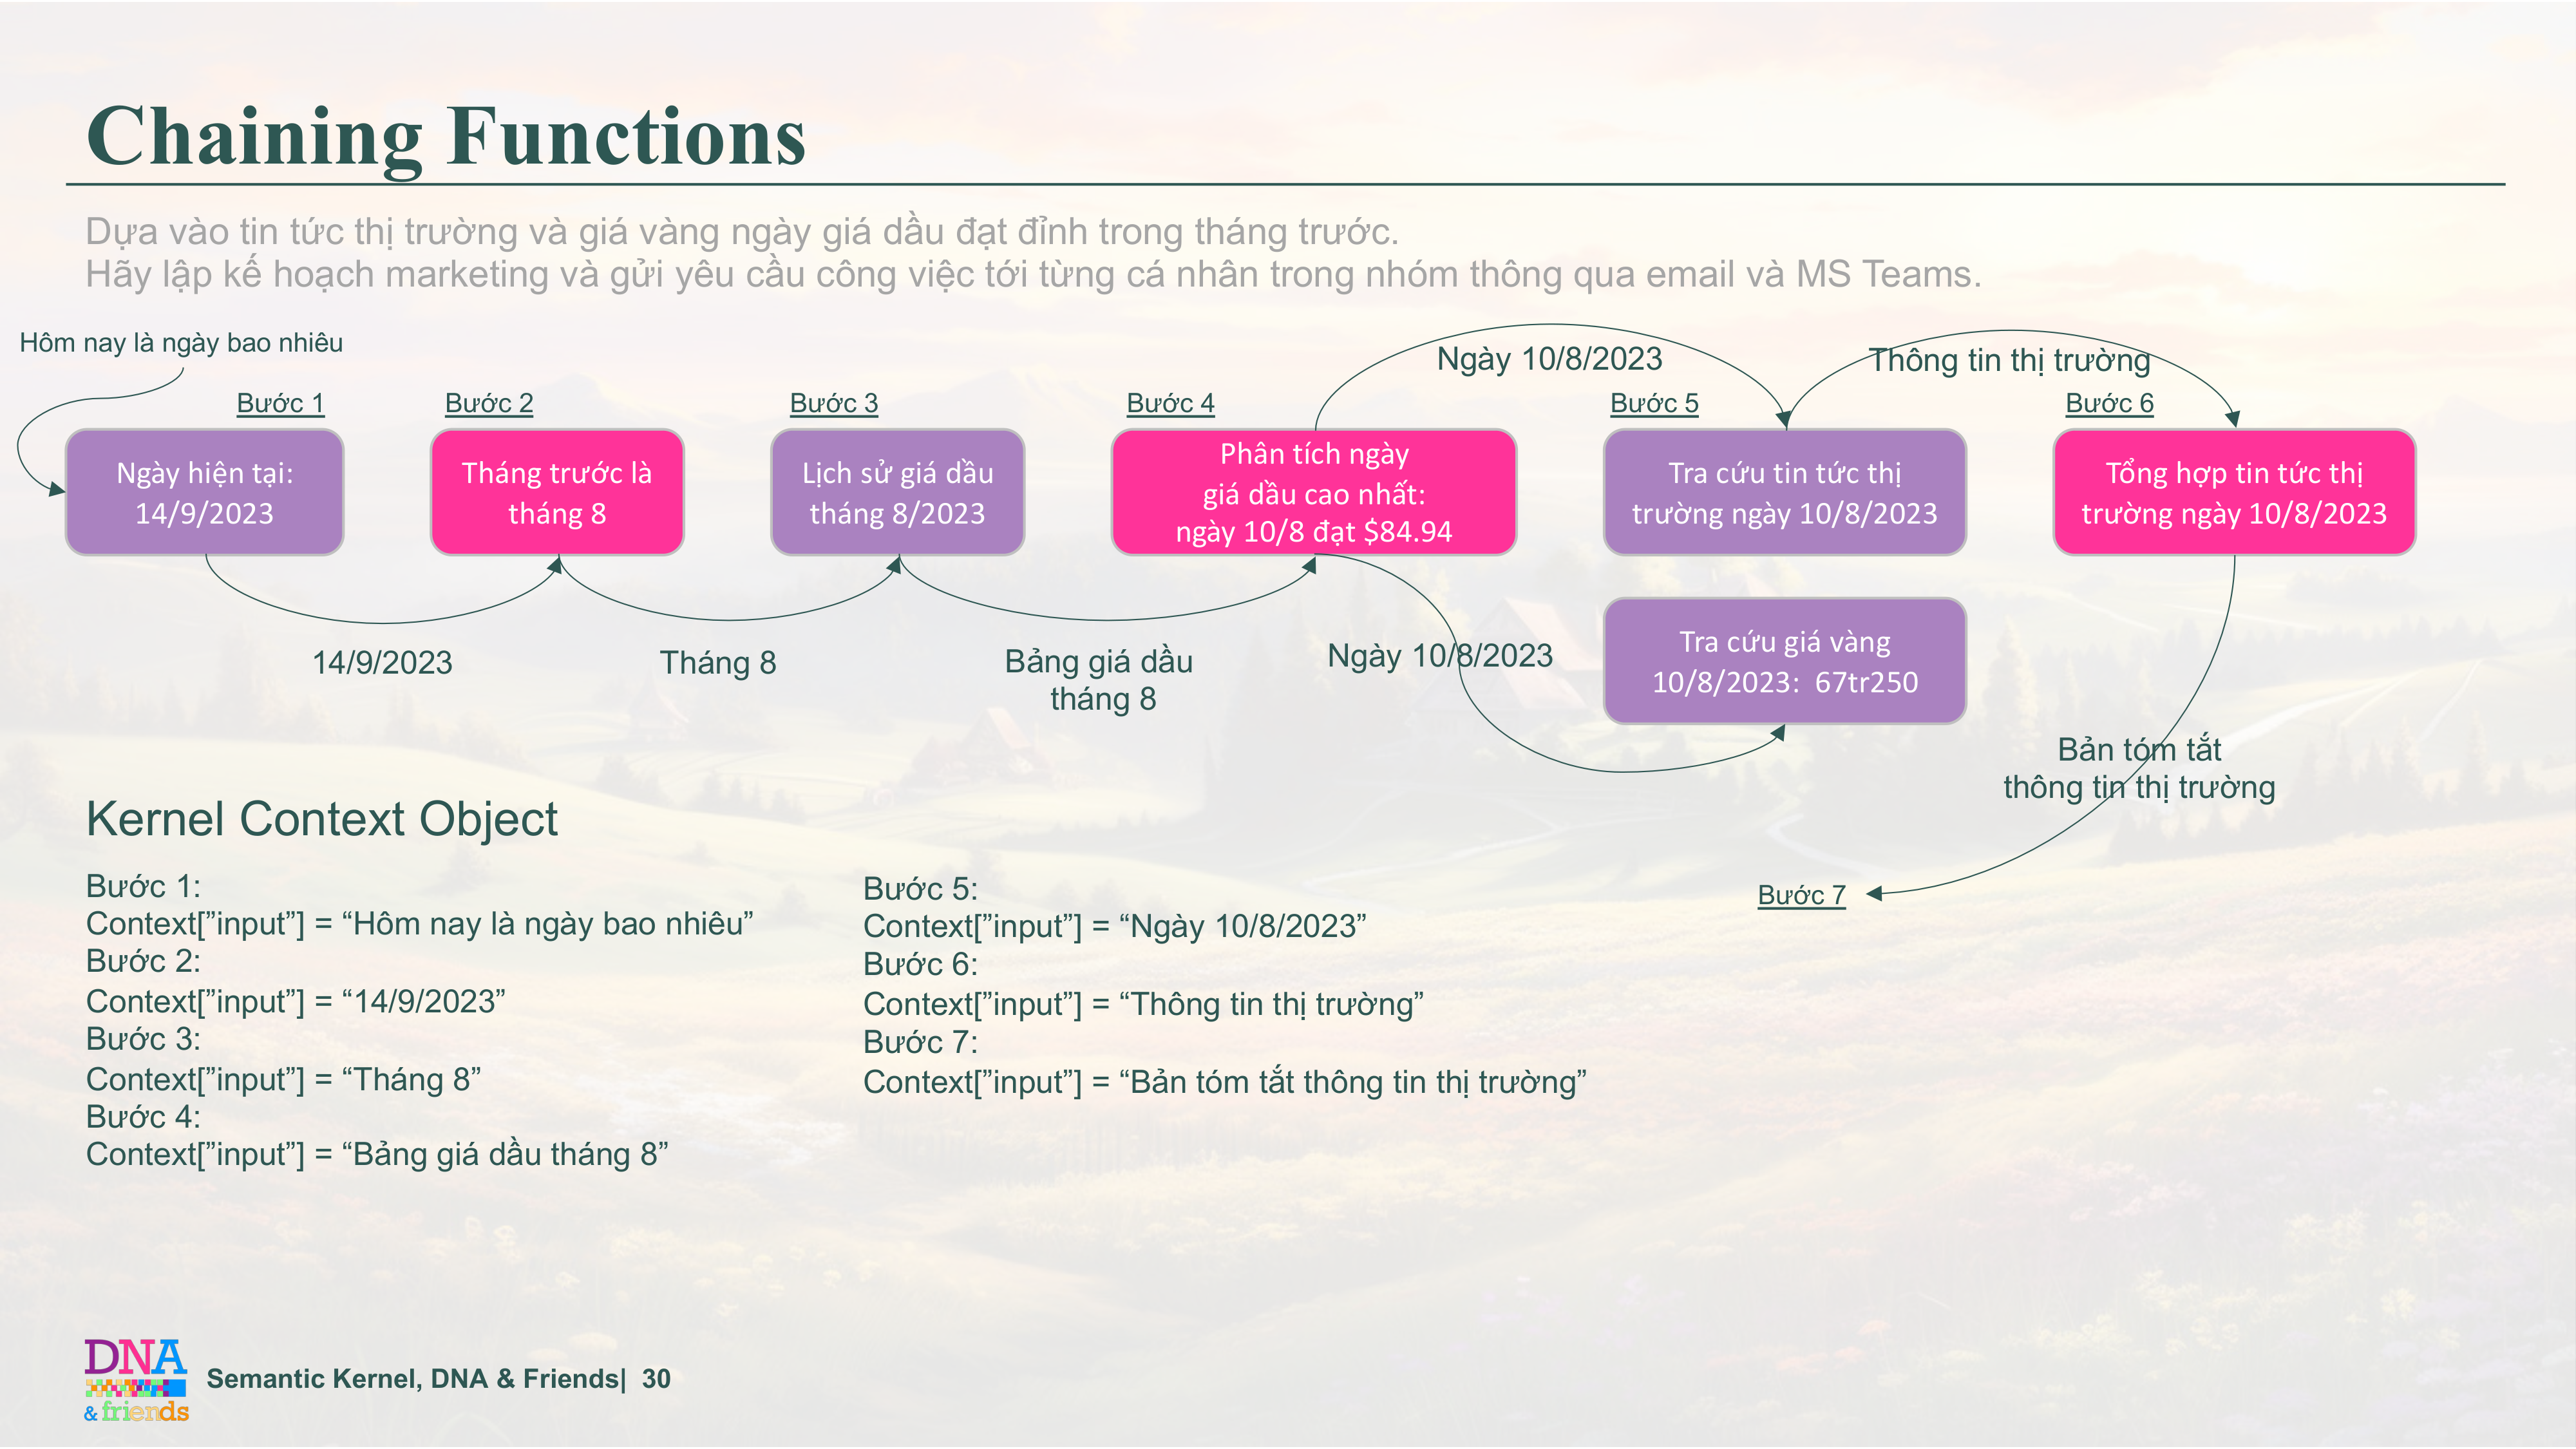 Chaining Functions
Dựa vào tin tức thị trường và giá vàng ngày giá dầu đạt đỉnh trong tháng trước.
Hãy lập kế hoạch marketing và gửi yêu cầu công việc tới từng cá nhân trong nhóm thông qua email và MS Teams.
Hôm nay là ngày bao nhiêu
Bước 1
Ngày hiện tại:
14/9/2023
14/9/2023
Bước 2
Tháng trước là
tháng 8
Tháng 8
Bước 3
Lịch sử giá dầu
tháng 8/2023
Bảng giá dầu
tháng 8
Bước 4
Phân tích ngày
giá dầu cao nhất:
ngày 10/8 đạt $84.94
Ngày 10/8/2023
Ngày 10/8/2023
Bước 5
Tra cứu tin tức thị
trường ngày 10/8/2023
Tra cứu giá vàng
10/8/2023: 67tr250
Thông tin thị trường
Bước 6
Tổng hợp tin tức thị
trường ngày 10/8/2023
Bản tóm tắt
thông tin thị trường
Bước 7
Kernel Context Object
Bước 1:
Context[”input”] = “Hôm nay là ngày bao nhiêu”
Bước 2:
Context[”input”] = “14/9/2023”
Bước 3:
Context[”input”] = “Tháng 8”
Bước 4:
Context[”input”] = “Bảng giá dầu tháng 8”
Bước 5:
Context[”input”] = “Ngày 10/8/2023”
Bước 6:
Context[”input”] = “Thông tin thị trường”
Bước 7:
Context[”input”] = “Bản tóm tắt thông tin thị trường”
DNA
& friends
Semantic Kernel, DNA & Friends| 30